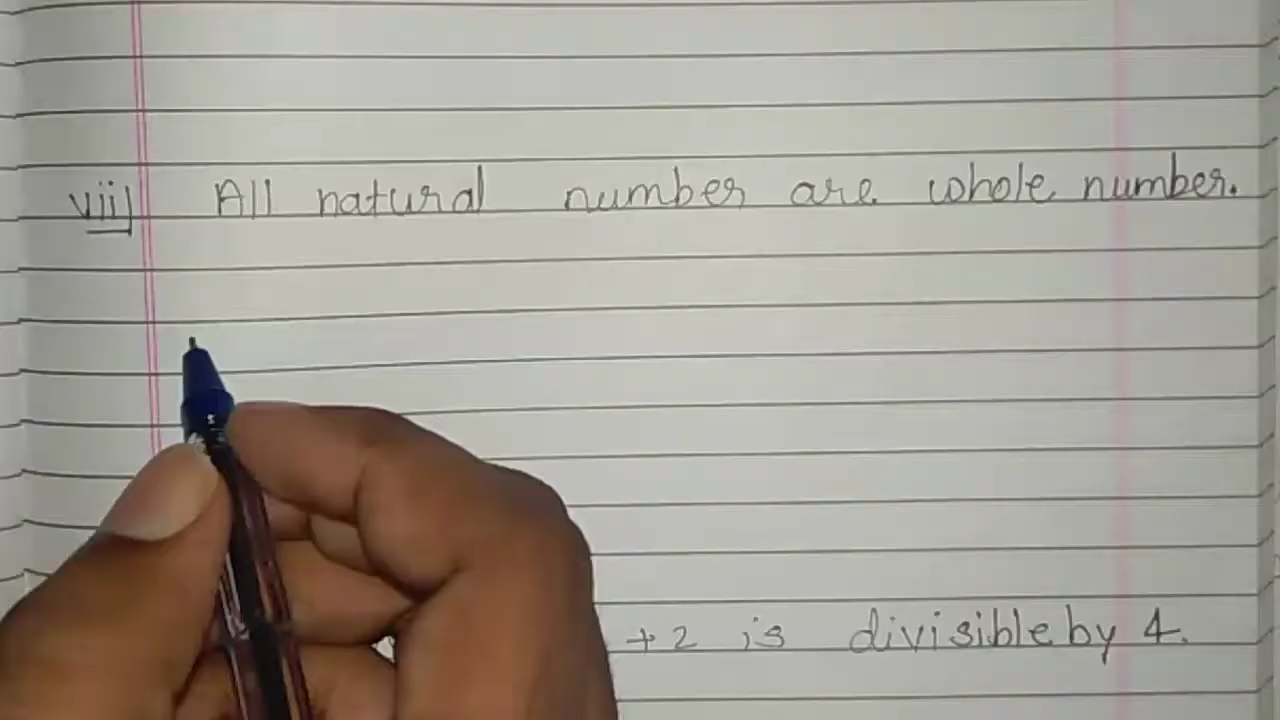 vii) All natural number are whole number.
+2 is divisible by 4.